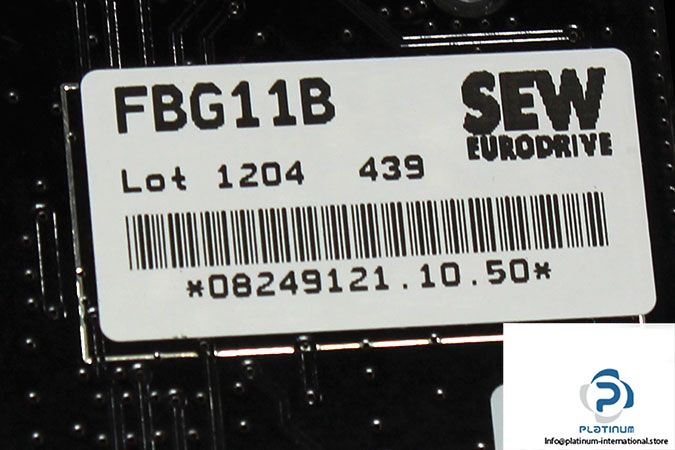 FBG11B
SEW
EURODRIVE
Lot 1204 439
*08249121.10.50*
PLATINUM
Info@platinum-international.store